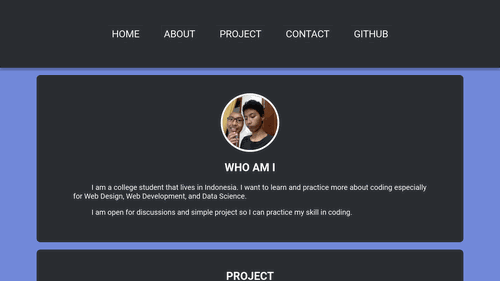 HOME ABOUT PROJECT CONTACT GITHUB
WHO AM I
I am a college student that lives in Indonesia. I want to learn and practice more about coding especially
for Web Design, Web Development, and Data Science.
I am open for discussions and simple project so I can practice my skill in coding.
PROJECT